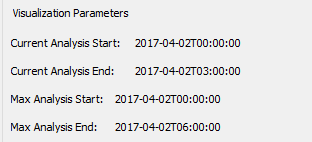 Visualization Parameters
Current Analysis Start: 2017-04-02T00:00:00
Current Analysis End: 2017-04-02T03:00:00
Max Analysis Start: 2017-04-02T00:00:00
Max Analysis End: 2017-04-02T06:00:00